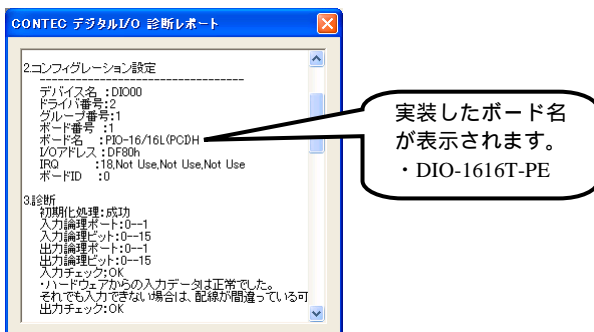 CONTEC デジタルI/O 診断レポート
2.コンフィグレーション設定
----------------------------------
デバイス名 :DIO00
ドライバ番号:2
グループ番号:1
ボード番号 :1
ボード名 :PIO-16/16L(PCI)H
I/Oアドレス :DF80h
IRQ :18,Not Use,Not Use,Not Use
ボードID :0
3.診断
----------------------------------
初期化処理:成功
入力論理ポート:0--1
入力論理ビット:0--15
出力論理ポート:0--1
出力論理ビット:0--15
入力チェック:OK
・ハードウェアからの入力データは正常でした。
それでも入力できない場合は、配線が間違っている可
出力チェック:OK
実装したボード名
が表示されます。
・DIO-1616T-PE